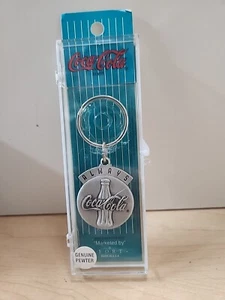 Coca-Cola
ALWAYS
Coca-Cola
"Marketed by"
GENUINE
PEWTER